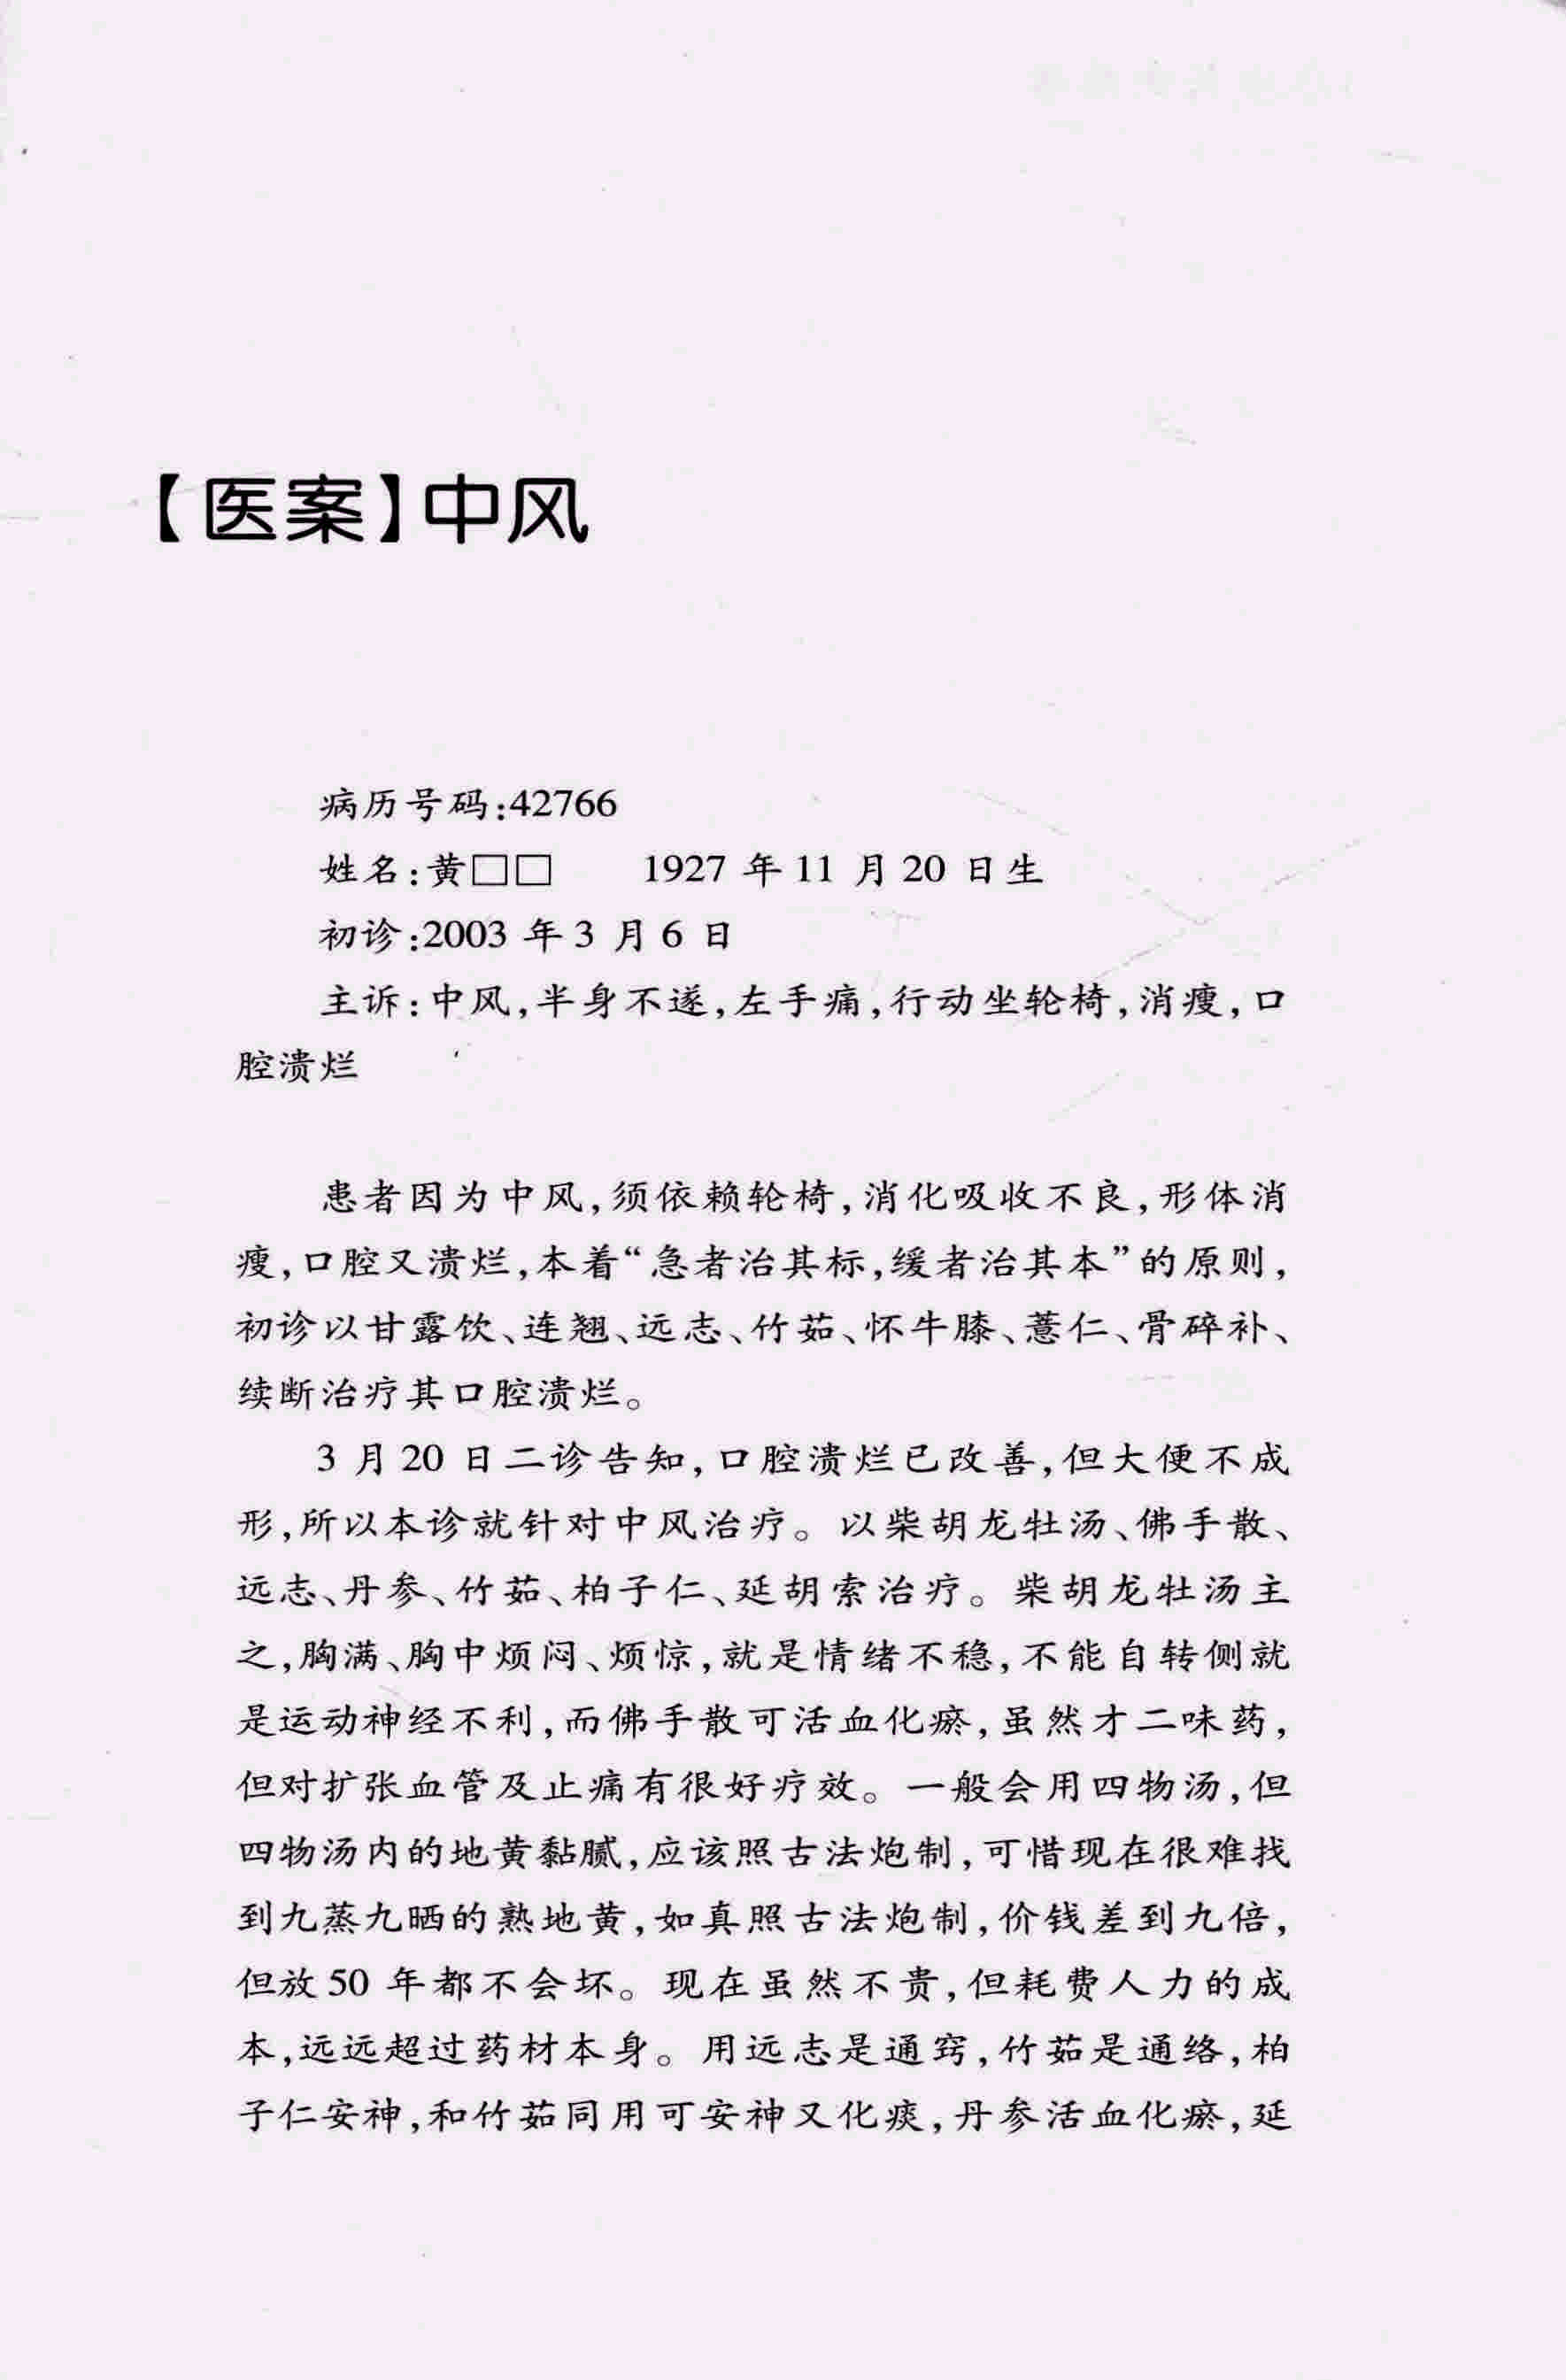 【医案】中风
病历号码:42766
姓名:黄□□ 1927 年 11 月 20 日生
初诊:2003 年 3 月 6 日
主诉:中风,半身不遂,左手痛,行动坐轮椅,消瘦,口
腔溃烂
患者因为中风,须依赖轮椅,消化吸收不良,形体消
瘦,口腔又溃烂,本着“急者治其标,缓者治其本”的原则,
初诊以甘露饮、连翘、远志、竹茹、怀牛膝、薏仁、骨碎补、
续断治疗其口腔溃烂。
3 月 20 日二诊告知,口腔溃烂已改善,但大便不成
形,所以本诊就针对中风治疗。以柴胡龙牡汤、佛手散、
远志、丹参、竹茹、柏子仁、延胡索治疗。柴胡龙牡汤主
之,胸满、胸中烦闷、烦惊,就是情绪不稳,不能自转侧就
是运动神经不利,而佛手散可活血化瘀,虽然才二味药,
但对扩张血管及止痛有很好疗效。一般会用四物汤,但
四物汤内的地黄黏腻,应该照古法炮制,可惜现在很难找
到九蒸九晒的熟地黄,如真照古法炮制,价钱差到九倍,
但放 50 年都不会坏。现在虽然不贵,但耗费人力的成
本,远远超过药材本身。用远志是通窍,竹茹是通络,柏
子仁安神,和竹茹同用可安神又化痰,丹参活血化瘀,延